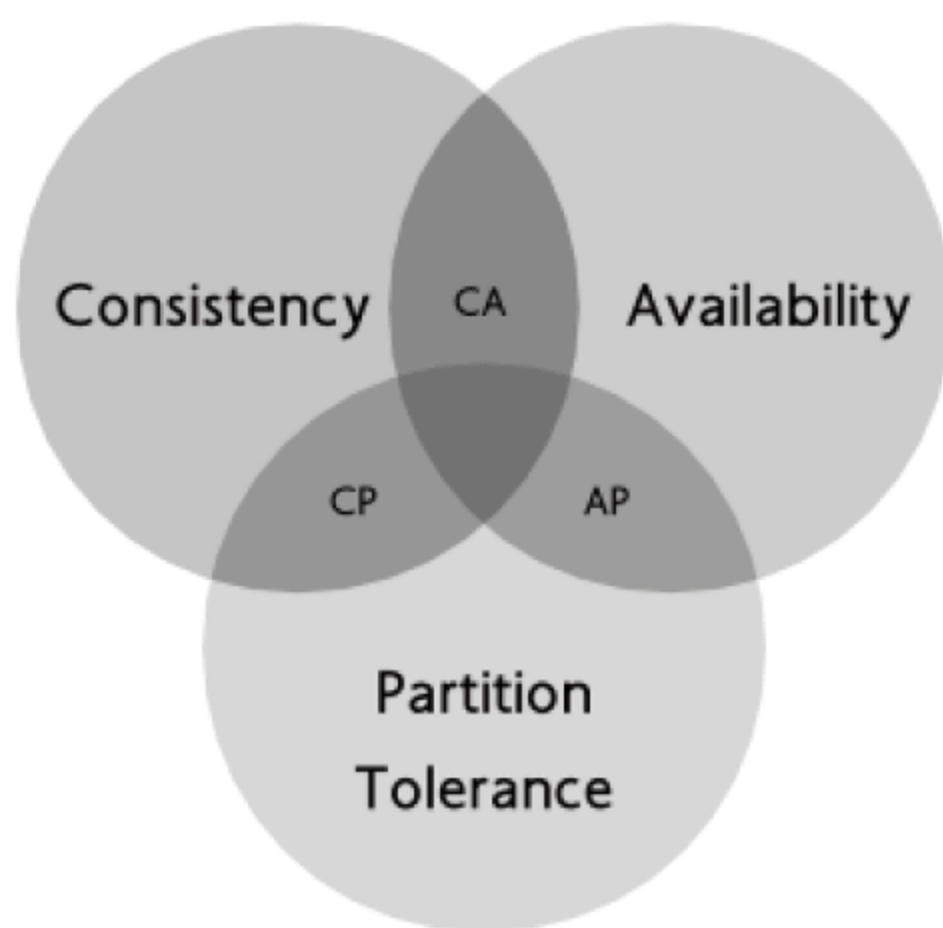 Consistency
CA
Availability
CP
AP
Partition
Tolerance